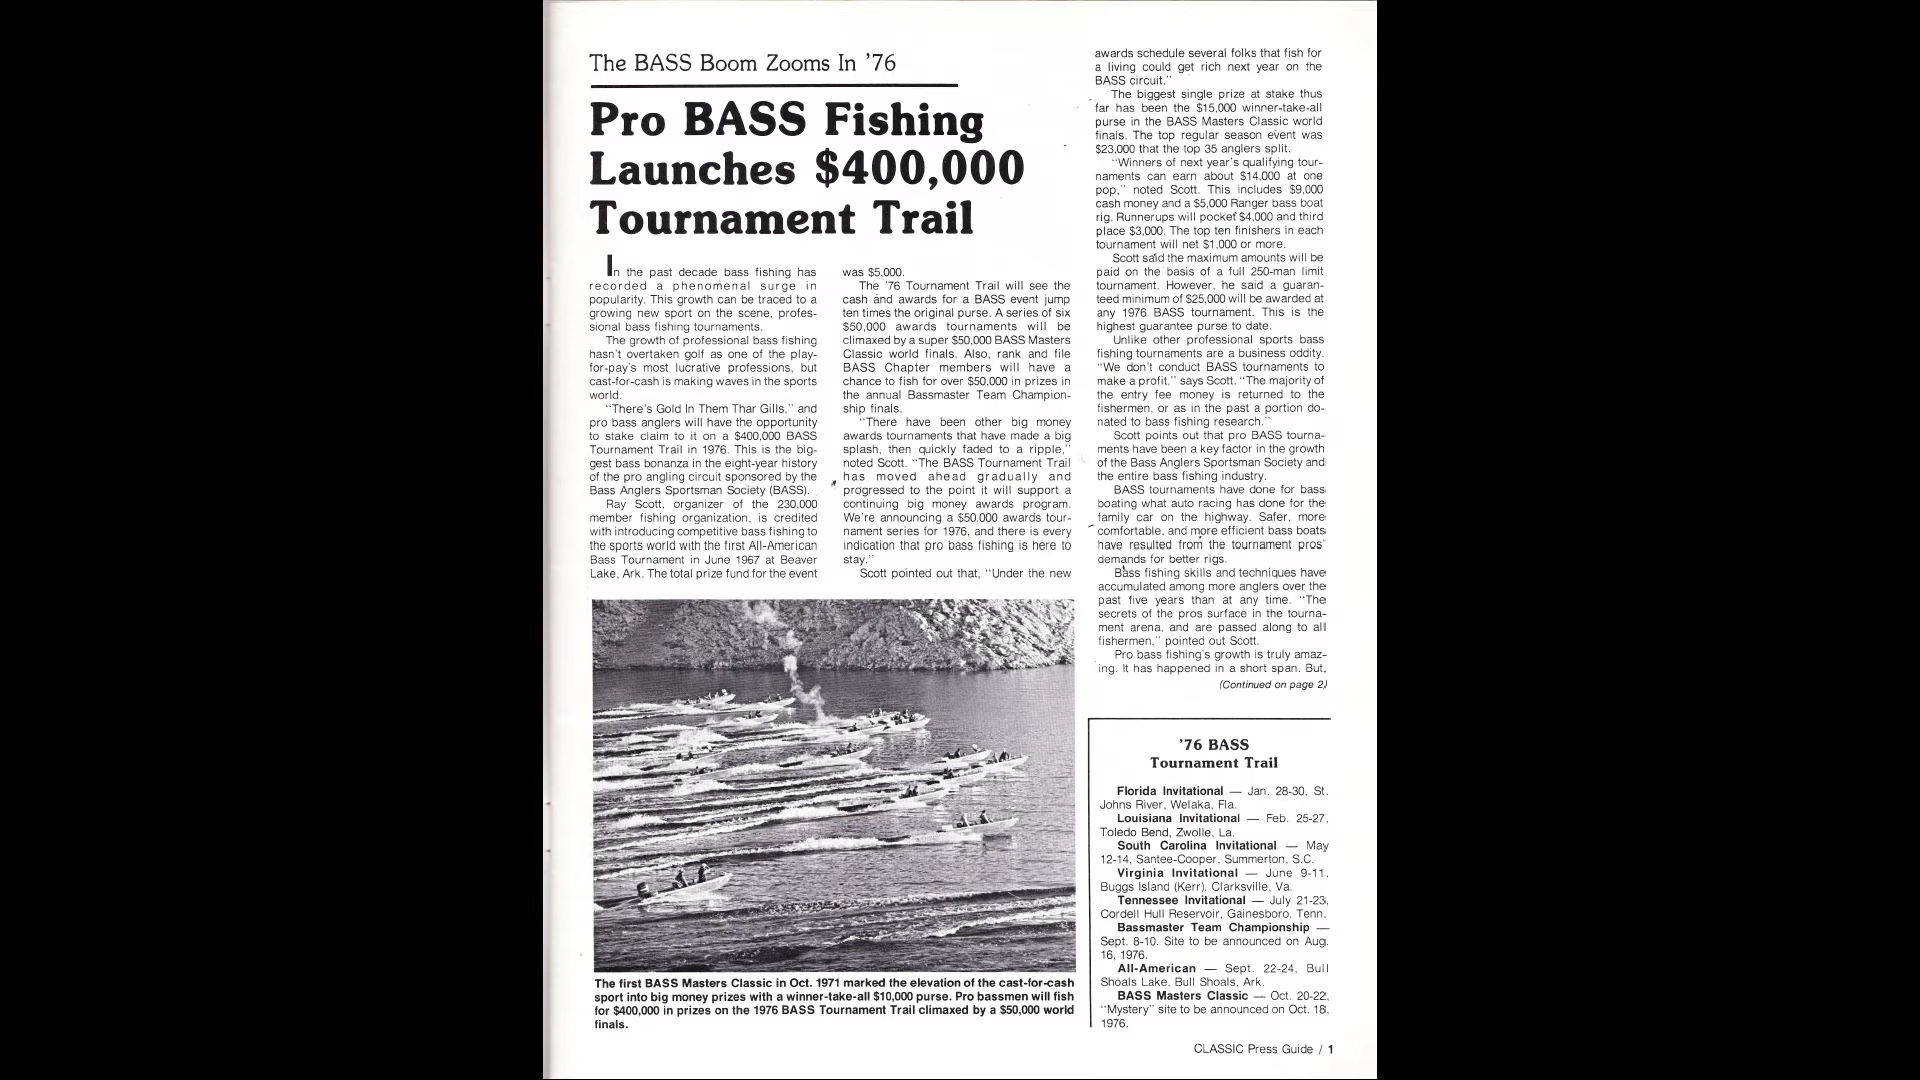 The BASS Boom Zooms In '76
Pro BASS Fishing
Launches $400,000
Tournament Trail
In the past decade bass fishing has
recorded a phenomenal surge in
popularity. This growth can be traced to a
growing new sport on the scene, profes-
sional bass fishing tournaments.
The growth of professional bass fishing
hasn't overtaken golf as one of the play-
for-pay's most lucrative professions, but
cast-for-cash is making waves in the sports
world.
"There's Gold In Them Thar Gills," and
pro bass anglers will have the opportunity
to stake claim to it on a $400,000 BASS
Tournament Trail in 1976. This is the big-
gest bass bonanza in the eight-year history
of the pro angling circuit sponsored by the
Bass Anglers Sportsman Society (BASS).
Ray Scott, organizer of the 230,000
member fishing organization, is credited
with introducing competitive bass fishing to
the sports world with the first All-American
Bass Tournament in June 1967 at Beaver
Lake, Ark. The total prize fund for the event
was $5,000.
The '76 Tournament Trail will see the
cash and awards for a BASS event jump
ten times the original purse. A series of six
$50,000 awards tournaments will be
climaxed by a super $50,000 BASS Masters
Classic world finals. Also, rank and file
BASS Chapter members will have a
chance to fish for over $50,000 in prizes in
the annual Bassmaster Team Champion-
ship finals.
"There have been other big money
awards tournaments that have made a big
splash, then quickly faded to a ripple,"
noted Scott. "The BASS Tournament Trail
has moved ahead gradually and
progressed to the point it will support a
continuing big money awards program.
We're announcing a $50,000 awards tour-
nament series for 1976, and there is every
indication that pro bass fishing is here to
stay."
Scott pointed out that, "Under the new
awards schedule several folks that fish for
a living could get rich next year on the
BASS circuit."
The biggest single prize at stake thus
far has been the $15,000 winner-take-all
purse in the BASS Masters Classic world
finals. The top regular season event was
$23,000 that the top 35 anglers split.
"Winners of next year's qualifying tour-
naments can earn about $14,000 at one
pop," noted Scott. This includes $9,000
cash money and a $5,000 Ranger bass boat
rig. Runnerups will pocket $4,000 and third
place $3,000. The top ten finishers in each
tournament will net $1,000 or more.
Scott said the maximum amounts will be
paid on the basis of a full 250-man limit
tournament. However, he said a guaran-
teed minimum of $25,000 will be awarded at
any 1976 BASS tournament. This is the
highest guarantee purse to date.
Unlike other professional sports bass
fishing tournaments are a business oddity.
"We don't conduct BASS tournaments to
make a profit," says Scott. "The majority of
the entry fee money is returned to the
fishermen, or as in the past a portion do-
nated to bass fishing research."
Scott points out that pro BASS tourna-
ments have been a key factor in the growth
of the Bass Anglers Sportsman Society and
the entire bass fishing industry.
BASS tournaments have done for bass
boating what auto racing has done for the
family car on the highway. Safer, more
comfortable, and more efficient bass boats
have resulted from the tournament pros'
demands for better rigs.
Bass fishing skills and techniques have
accumulated among more anglers over the
past five years than at any time. "The
secrets of the pros surface in the tourna-
ment arena, and are passed along to all
fishermen," pointed out Scott.
Pro bass fishing's growth is truly amaz-
ing. It has happened in a short span. But,
(Continued on page 2)
The first BASS Masters Classic in Oct. 1971 marked the elevation of the cast-for-cash
sport into big money prizes with a winner-take-all $10,000 purse. Pro bassmen will fish
for $400,000 in prizes on the 1976 BASS Tournament Trail climaxed by a $50,000 world
finals.
'76 BASS
Tournament Trail
Florida Invitational — Jan. 28-30, St.
Johns River, Welaka, Fla.
Louisiana Invitational — Feb. 25-27,
Toledo Bend, Zwolle, La.
South Carolina Invitational — May
12-14, Santee-Cooper, Summerton, S.C.
Virginia Invitational — June 9-11,
Buggs Island (Kerr), Clarksville, Va.
Tennessee Invitational — July 21-23,
Cordell Hull Reservoir, Gainesboro, Tenn.
Bassmaster Team Championship —
Sept. 8-10. Site to be announced on Aug.
16, 1976.
All-American — Sept. 22-24, Bull
Shoals Lake, Bull Shoals, Ark.
BASS Masters Classic — Oct. 20-22,
"Mystery" site to be announced on Oct. 18,
1976.
CLASSIC Press Guide / 1